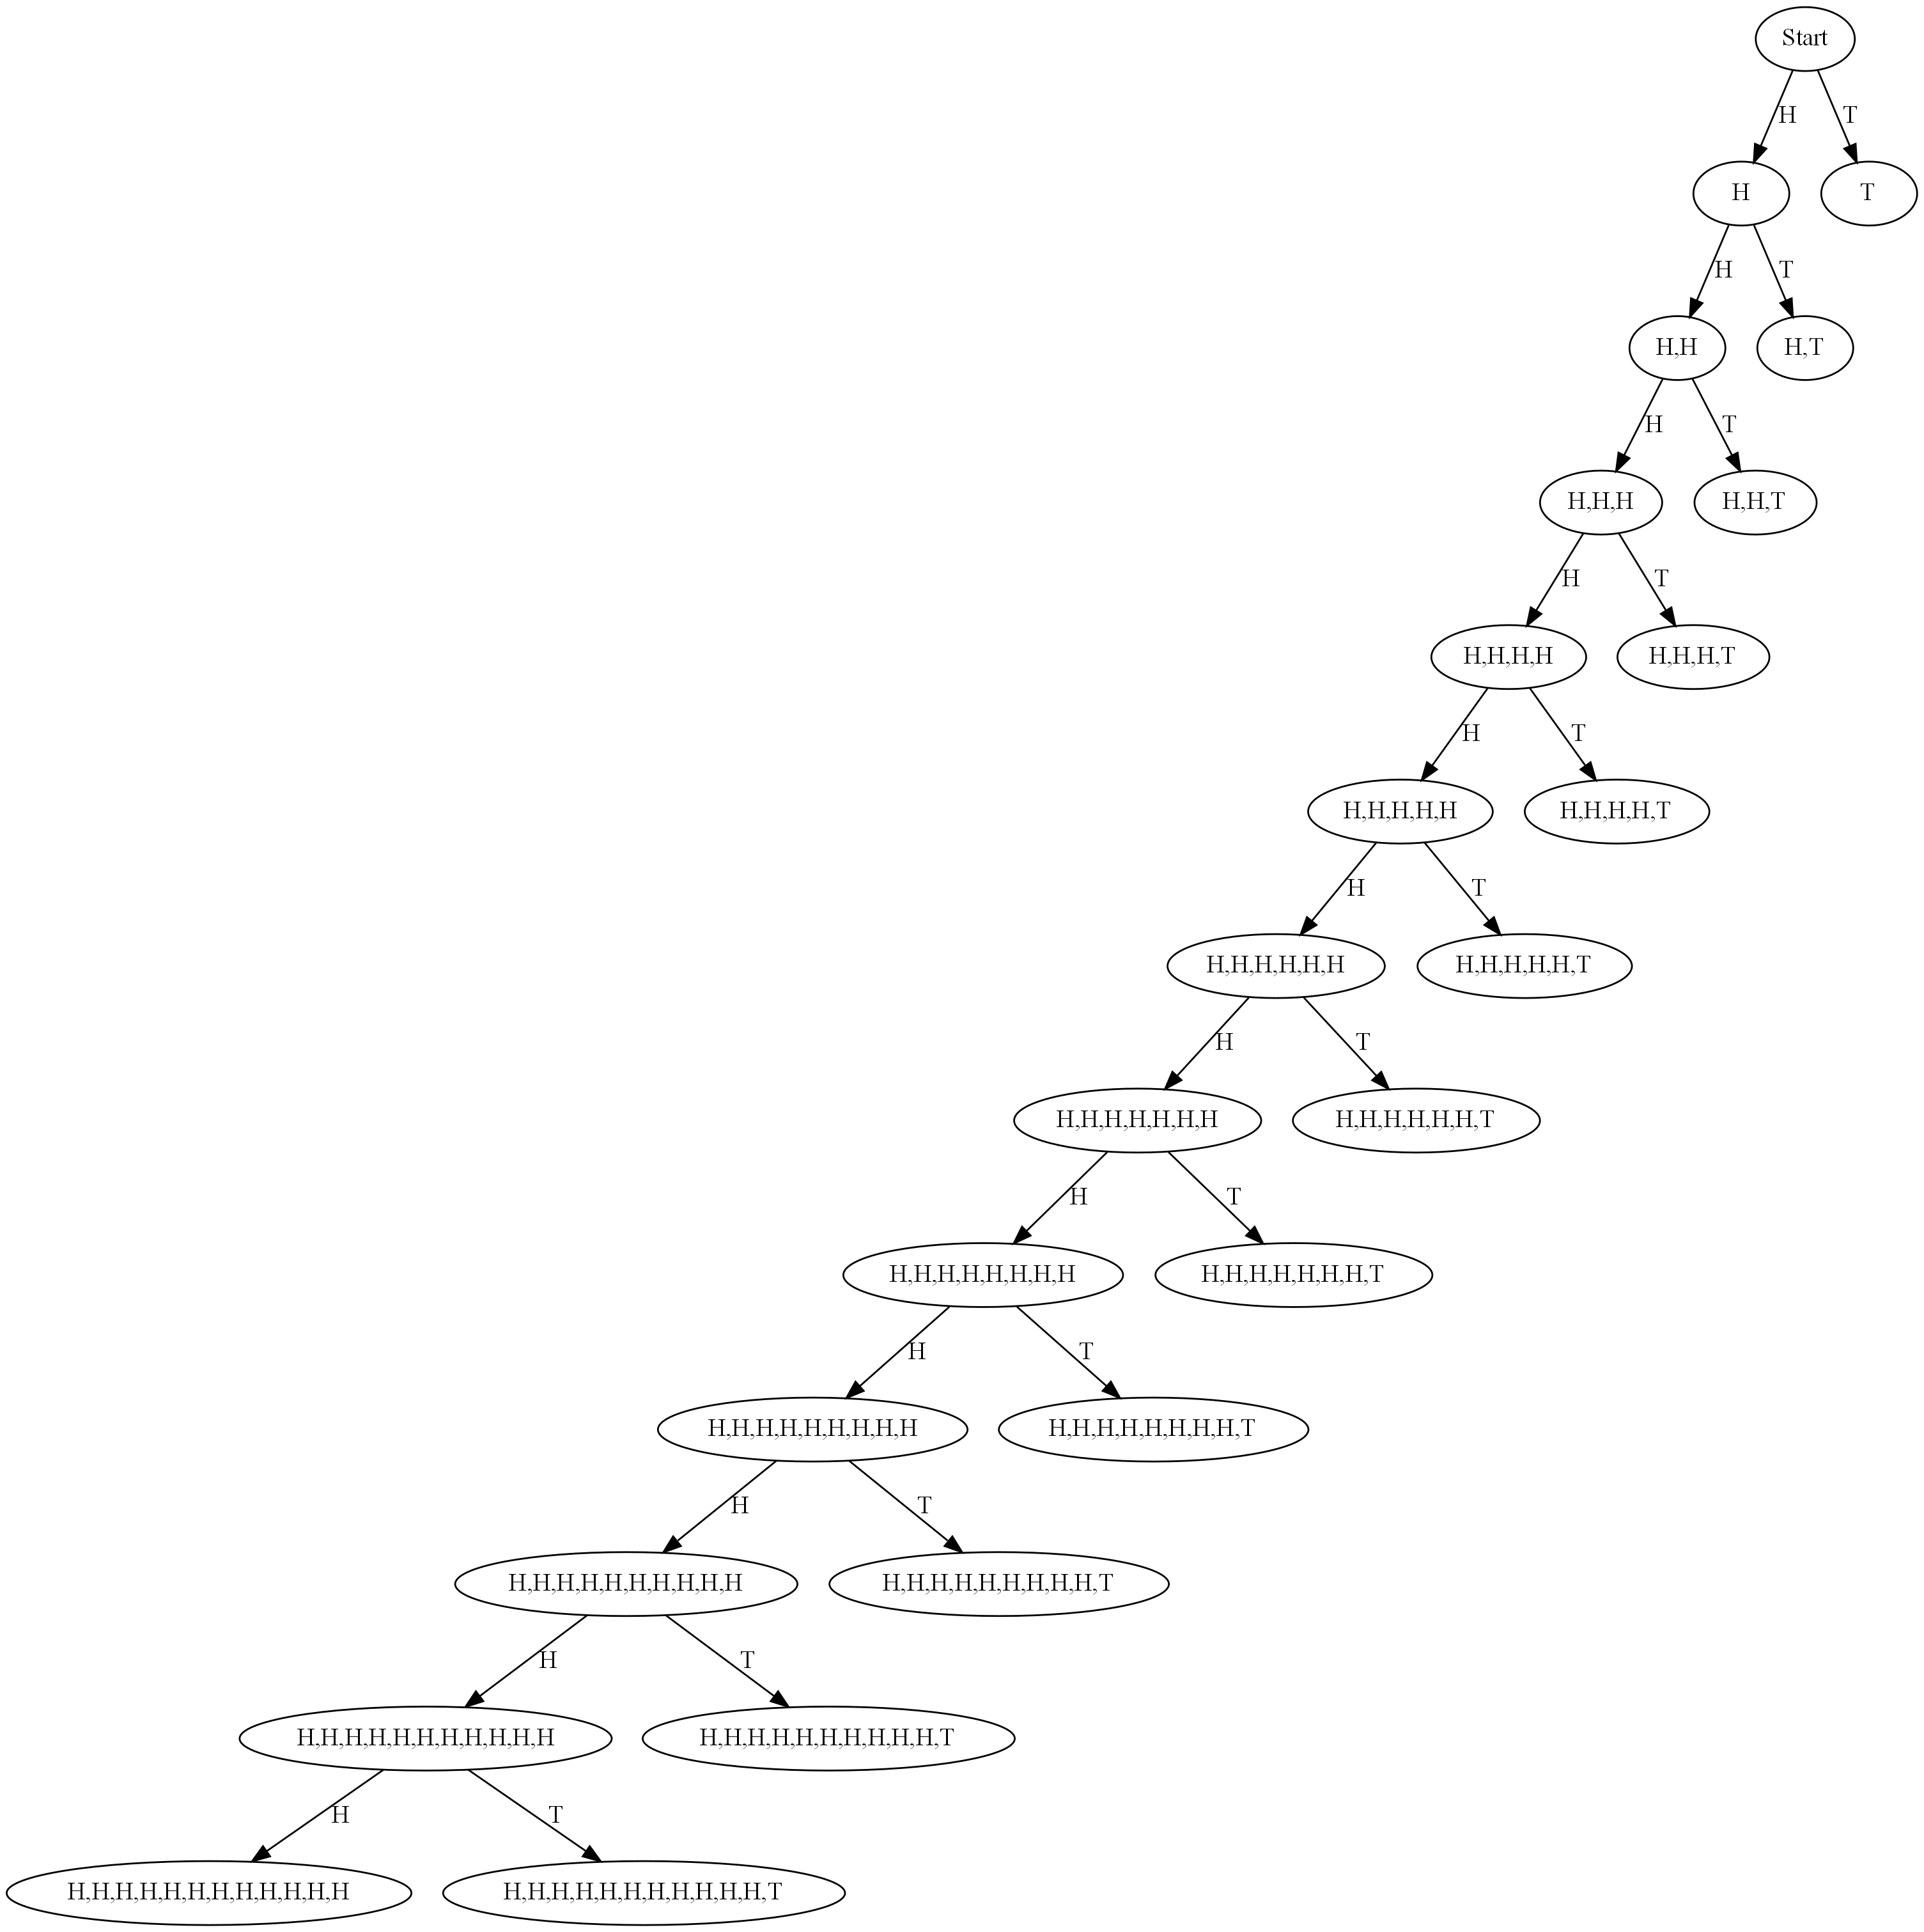 Start
H T
H T
H T
H,H H,T
H T
H,H,H H,H,T
H T
H,H,H,H H,H,H,T
H T
H,H,H,H,H H,H,H,H,T
H T
H,H,H,H,H,H H,H,H,H,H,T
H T
H,H,H,H,H,H,H H,H,H,H,H,H,T
H T
H,H,H,H,H,H,H,H H,H,H,H,H,H,H,T
H T
H,H,H,H,H,H,H,H,H H,H,H,H,H,H,H,H,T
H T
H,H,H,H,H,H,H,H,H,H H,H,H,H,H,H,H,H,H,T
H T
H,H,H,H,H,H,H,H,H,H,H H,H,H,H,H,H,H,H,H,H,T
H T
H,H,H,H,H,H,H,H,H,H,H,H H,H,H,H,H,H,H,H,H,H,H,T